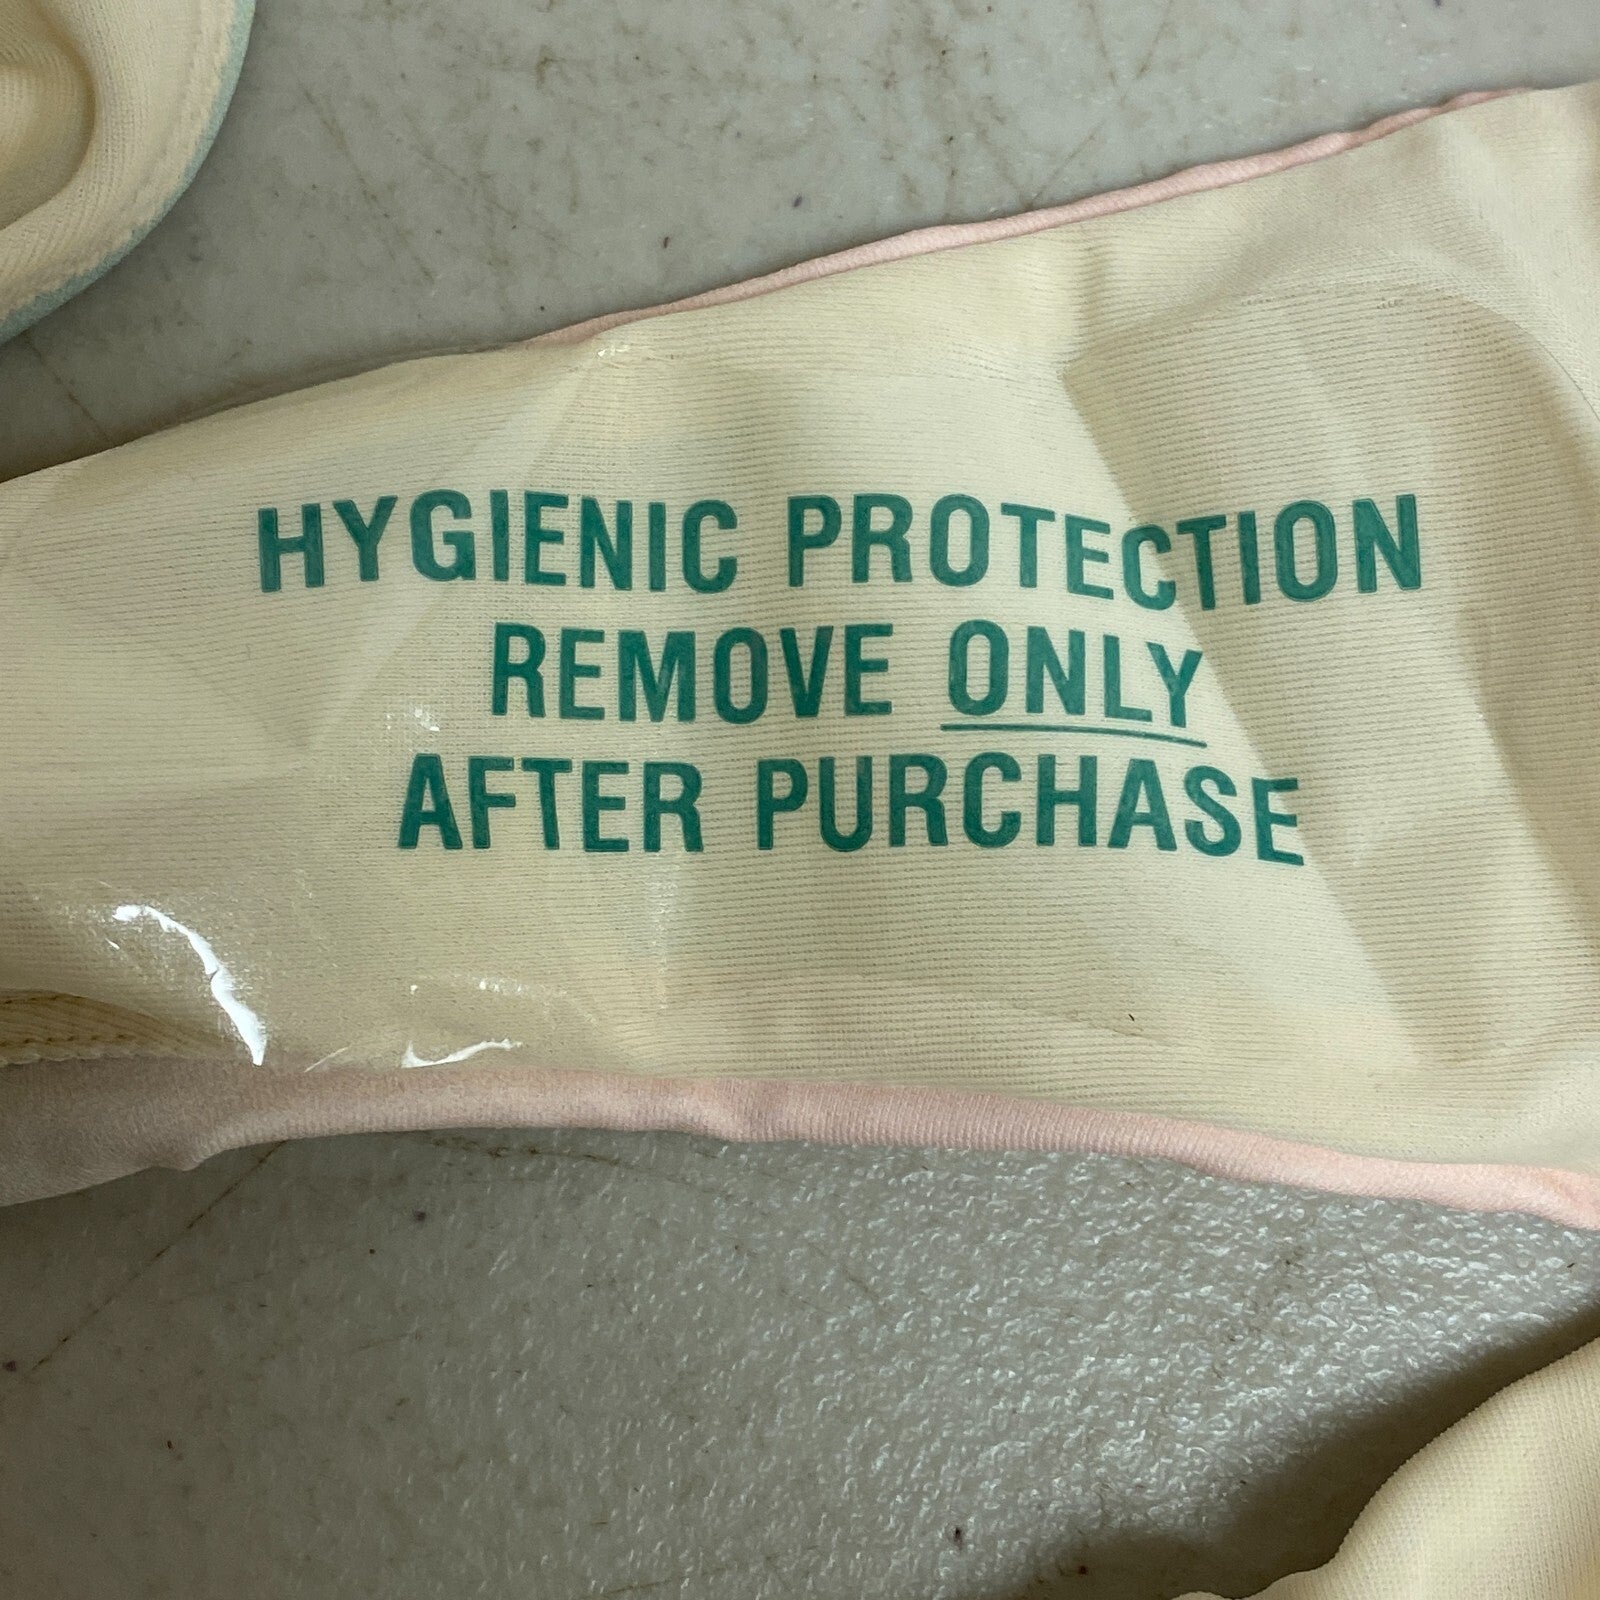 HYGIENIC PROTECTION
REMOVE ONLY
AFTER PURCHASE